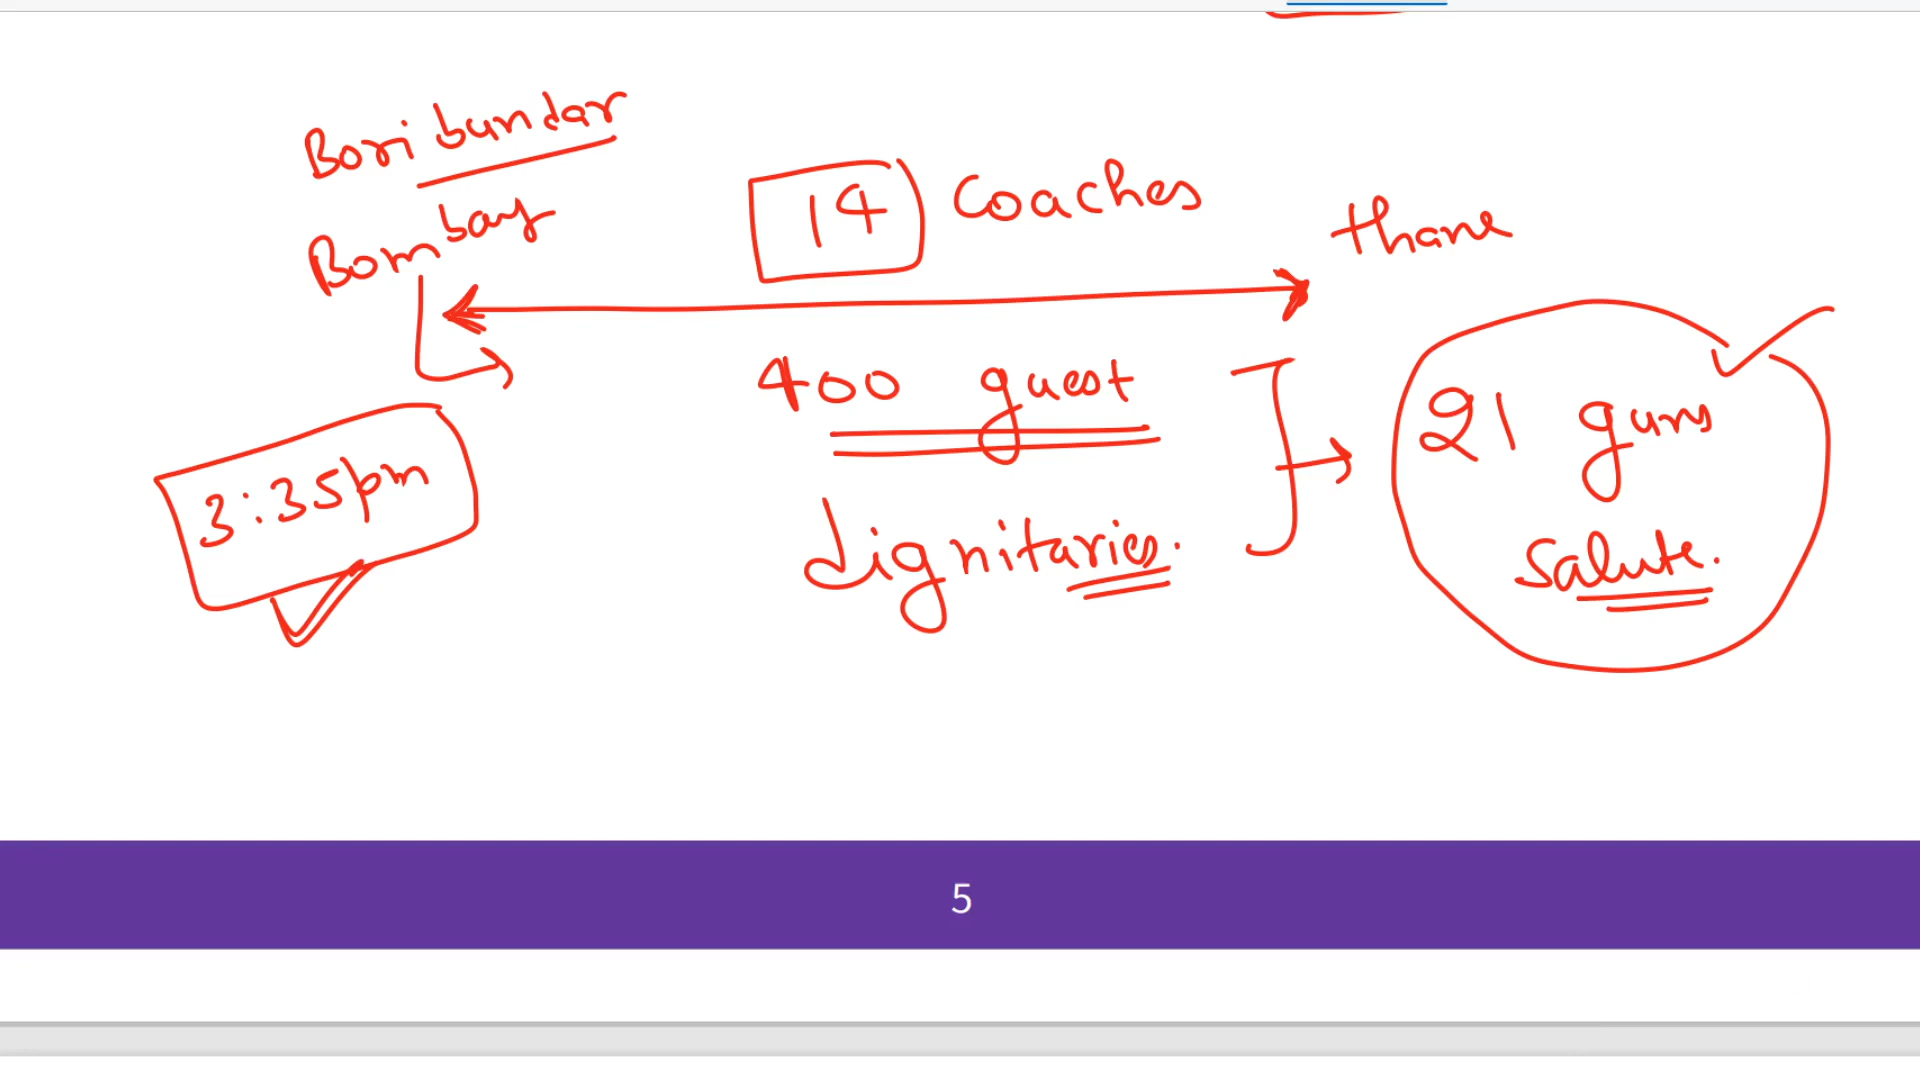 Bori bundar
Bombay
14 Coaches
thane
400 guest
dignitaries.
3:35pm
21 guns
Salute.
5